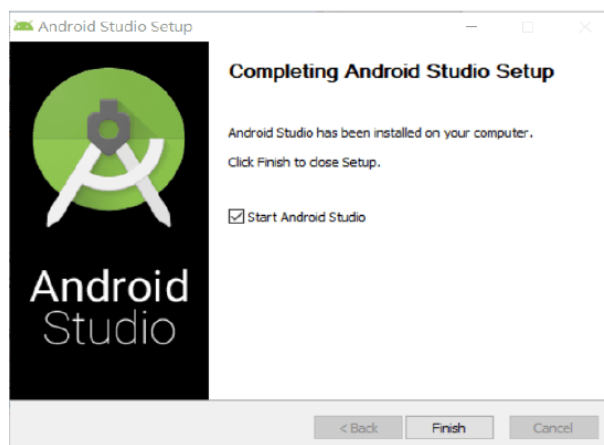 Android Studio Setup
Completing Android Studio Setup
Android Studio has been installed on your computer.
Click Finish to close Setup.
Start Android Studio
Android
Studio
< Back
Finish
Cancel